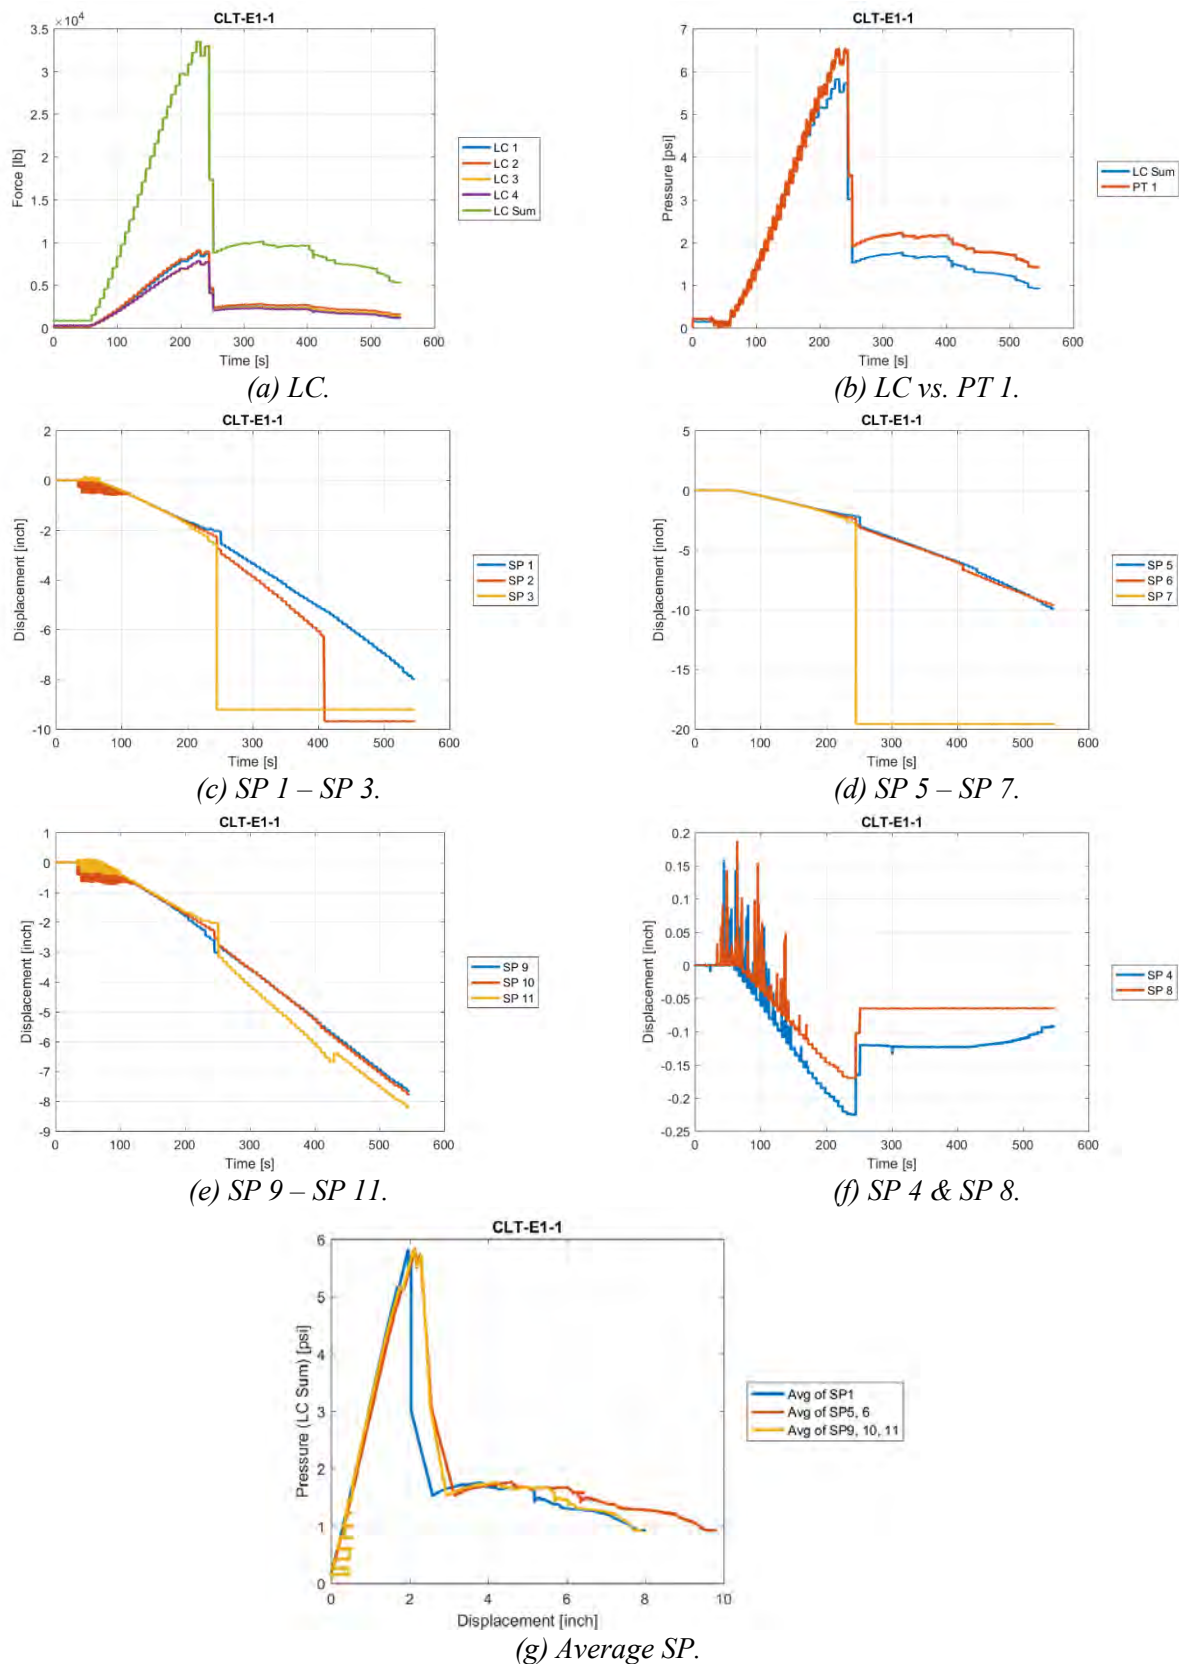 CLT-E1-1
×10⁴
3.5
3
2.5
2
1.5
1
0.5
0
0 100 200 300 400 500 600
Force [lb]
Time [s]
LC 1
LC 2
LC 3
LC 4
LC Sum
(a) LC.
CLT-E1-1
7
6
5
4
3
2
1
0
0 100 200 300 400 500 600
Pressure [psi]
Time [s]
LC Sum
PT 1
(b) LC vs. PT 1.
CLT-E1-1
2
0
-2
-4
-6
-8
-10
0 100 200 300 400 500 600
Displacement [inch]
Time [s]
SP 1
SP 2
SP 3
(c) SP 1 – SP 3.
CLT-E1-1
5
0
-5
-10
-15
-20
0 100 200 300 400 500 600
Displacement [inch]
Time [s]
SP 5
SP 6
SP 7
(d) SP 5 – SP 7.
CLT-E1-1
1
0
-1
-2
-3
-4
-5
-6
-7
-8
-9
0 100 200 300 400 500 600
Displacement [inch]
Time [s]
SP 9
SP 10
SP 11
(e) SP 9 – SP 11.
CLT-E1-1
0.2
0.15
0.1
0.05
0
-0.05
-0.1
-0.15
-0.2
-0.25
0 100 200 300 400 500 600
Displacement [inch]
Time [s]
SP 4
SP 8
(f) SP 4 & SP 8.
CLT-E1-1
6
5
4
3
2
1
0
0 2 4 6 8 10
Pressure (LC Sum) [psi]
Displacement [inch]
Avg of SP1
Avg of SP5, 6
Avg of SP9, 10, 11
(g) Average SP.